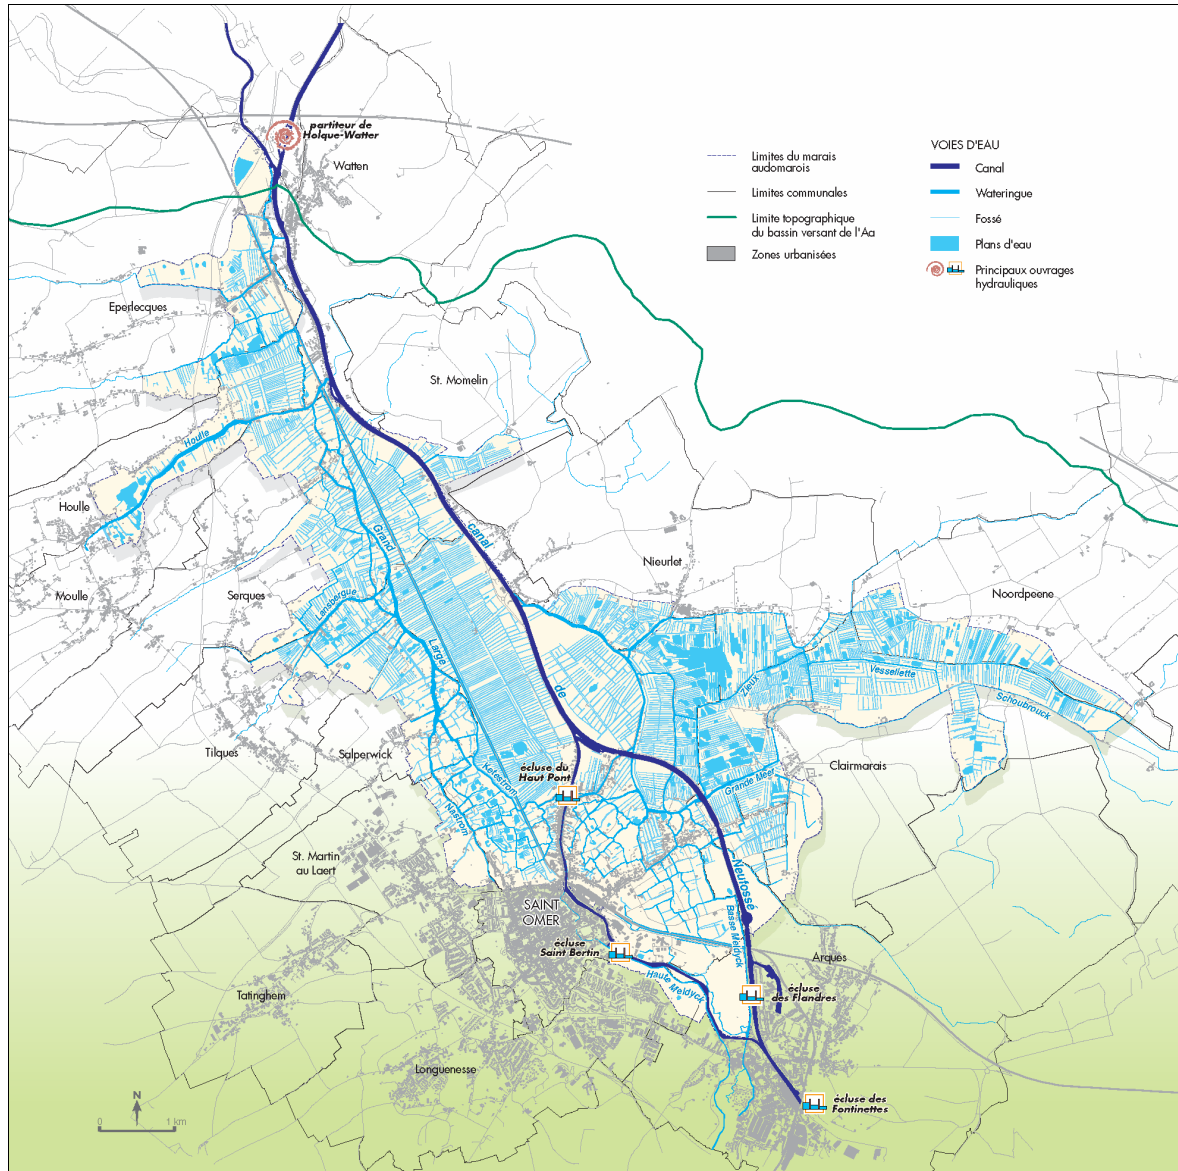 partiteur de
Holque-Watter
Watten
Limites du marais
audomarois
Limites communales
Limite topographique
du bassin versant de l'Aa
Zones urbanisées
VOIES D'EAU
Canal
Wateringue
Fossé
Plans d'eau
Principaux ouvrages
hydrauliques
Eperlecques
St. Momelin
Houlle
Houlle
Moulle
Serques
Grand
canal
Nieurlet
Noordpeene
Large
de
Zieux
Vesselette
Schoubrouck
Tilques
Salperwick
écluse du
Haut Pont
Clairmarais
Grande Meer
Nastrom
St. Martin
au Laert
Neuffossé
Basse Meldyck
SAINT
OMER
écluse
Saint Bertin
Haute Meldyck
Arques
écluse
des Flandres
Tatinghem
Longuenesse
écluse des
Fontinettes
N
0 1 km